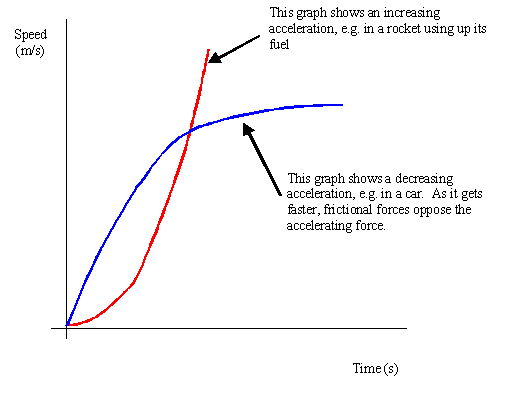 This graph shows an increasing
acceleration, e.g. in a rocket using up its
fuel
Speed
(m/s)
This graph shows a decreasing
acceleration, e.g. in a car. As it gets
faster, frictional forces oppose the
accelerating force.
Time (s)